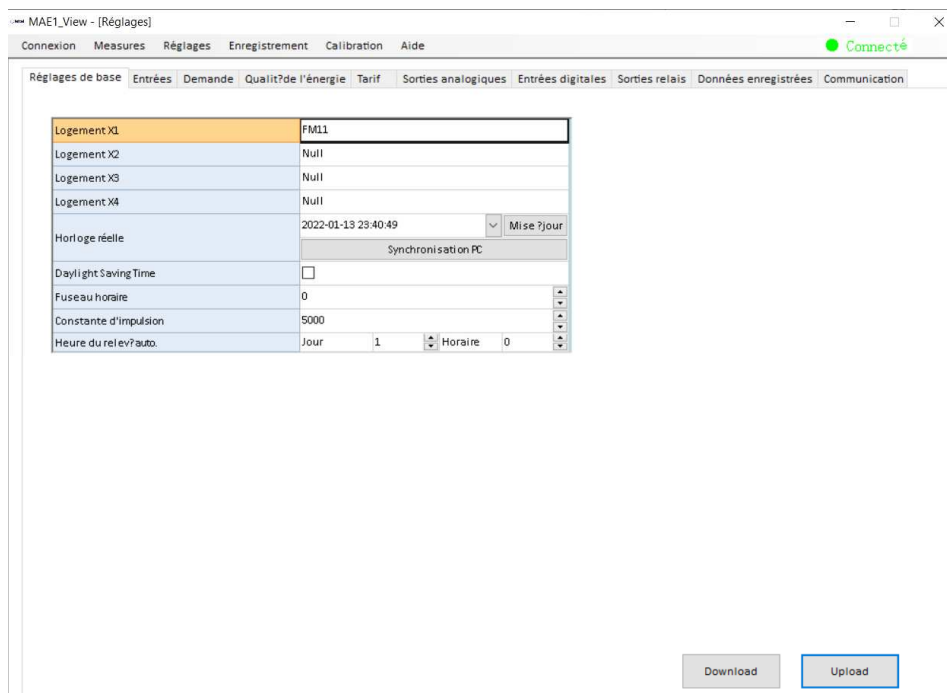 MAE1_View - [Réglages]
Connexion Measures Réglages Enregistrement Calibration Aide Connecté
Réglages de base Entrées Demande Qualit?de l'énergie Tarif Sorties analogiques Entrées digitales Sorties relais Données enregistrées Communication
Logement X1 FM11
Logement X2 Null
Logement X3 Null
Logement X4 Null
Horloge réelle 2022-01-13 23:40:49 Mise ?jour
Synchronisation PC
Daylight Saving Time
Fuseau horaire 0
Constante d'impulsion 5000
Heure du relev?auto. Jour 1 Horaire 0
Download Upload